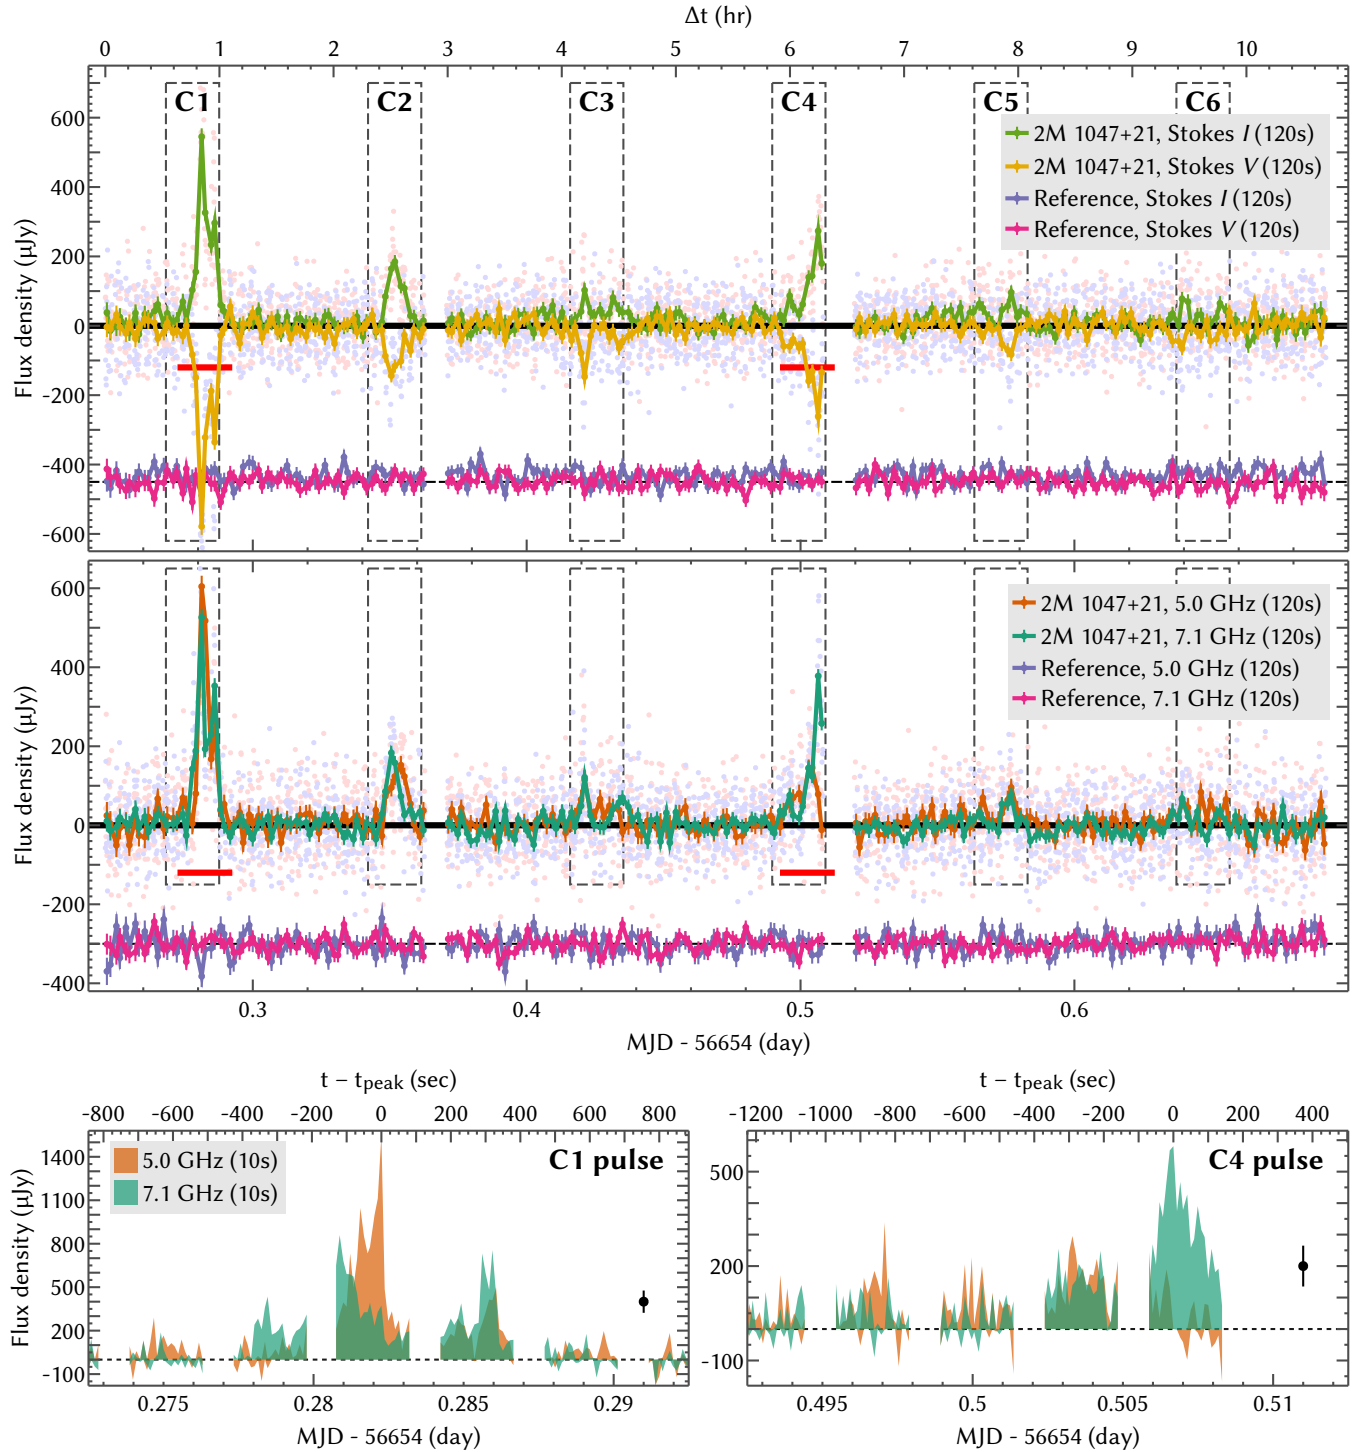 Δt (hr)
0 1 2 3 4 5 6 7 8 9 10
C1 C2 C3 C4 C5 C6
2M 1047+21, Stokes I (120s)
2M 1047+21, Stokes V (120s)
Reference, Stokes I (120s)
Reference, Stokes V (120s)
600
400
200
0
-200
-400
-600
Flux density (μJy)
2M 1047+21, 5.0 GHz (120s)
2M 1047+21, 7.1 GHz (120s)
Reference, 5.0 GHz (120s)
Reference, 7.1 GHz (120s)
600
400
200
0
-200
-400
Flux density (μJy)
0.3 0.4 0.5 0.6
MJD - 56654 (day)
t – tpeak (sec)
-800 -600 -400 -200 0 200 400 600 800
C1 pulse
5.0 GHz (10s)
7.1 GHz (10s)
1400
1100
800
500
200
-100
Flux density (μJy)
0.275 0.28 0.285 0.29
MJD - 56654 (day)
t – tpeak (sec)
-1200 -1000 -800 -600 -400 -200 0 200 400
C4 pulse
500
200
-100
0.495 0.5 0.505 0.51
MJD - 56654 (day)